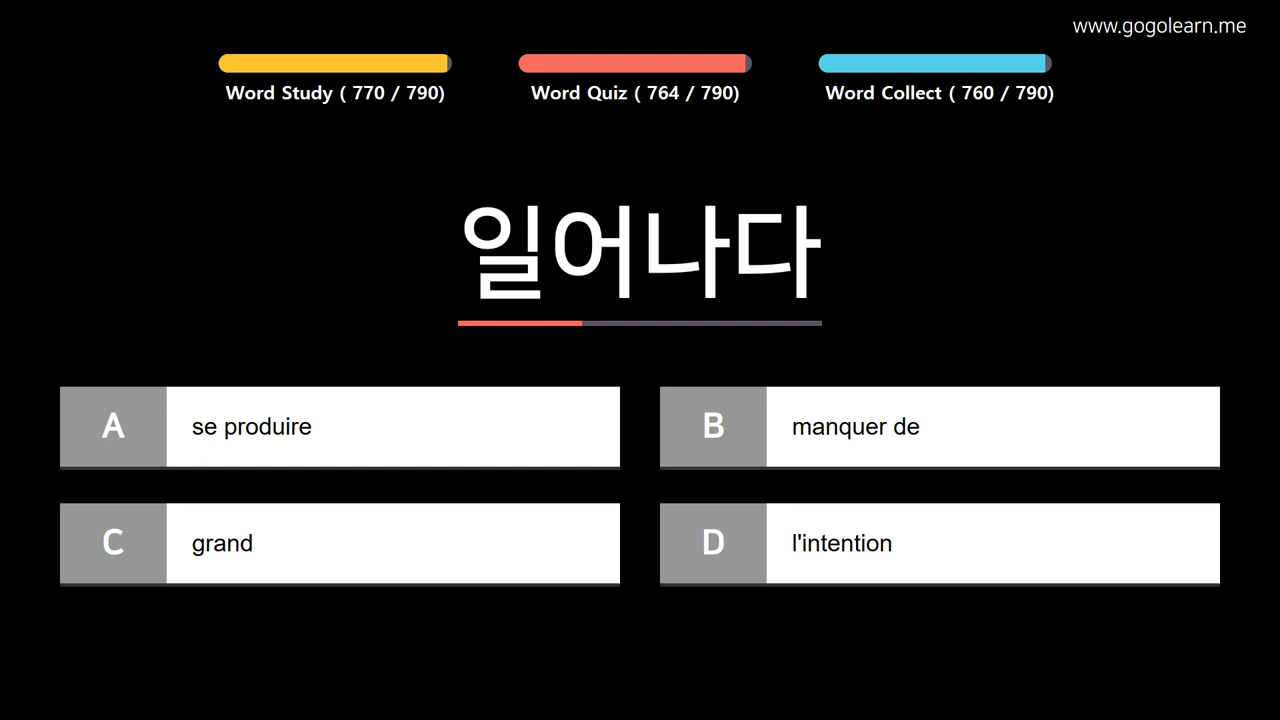 www.gogolearn.me
Word Study ( 770 / 790)
Word Quiz ( 764 / 790)
Word Collect ( 760 / 790)
일어나다
A se produire
B manquer de
C grand
D l'intention